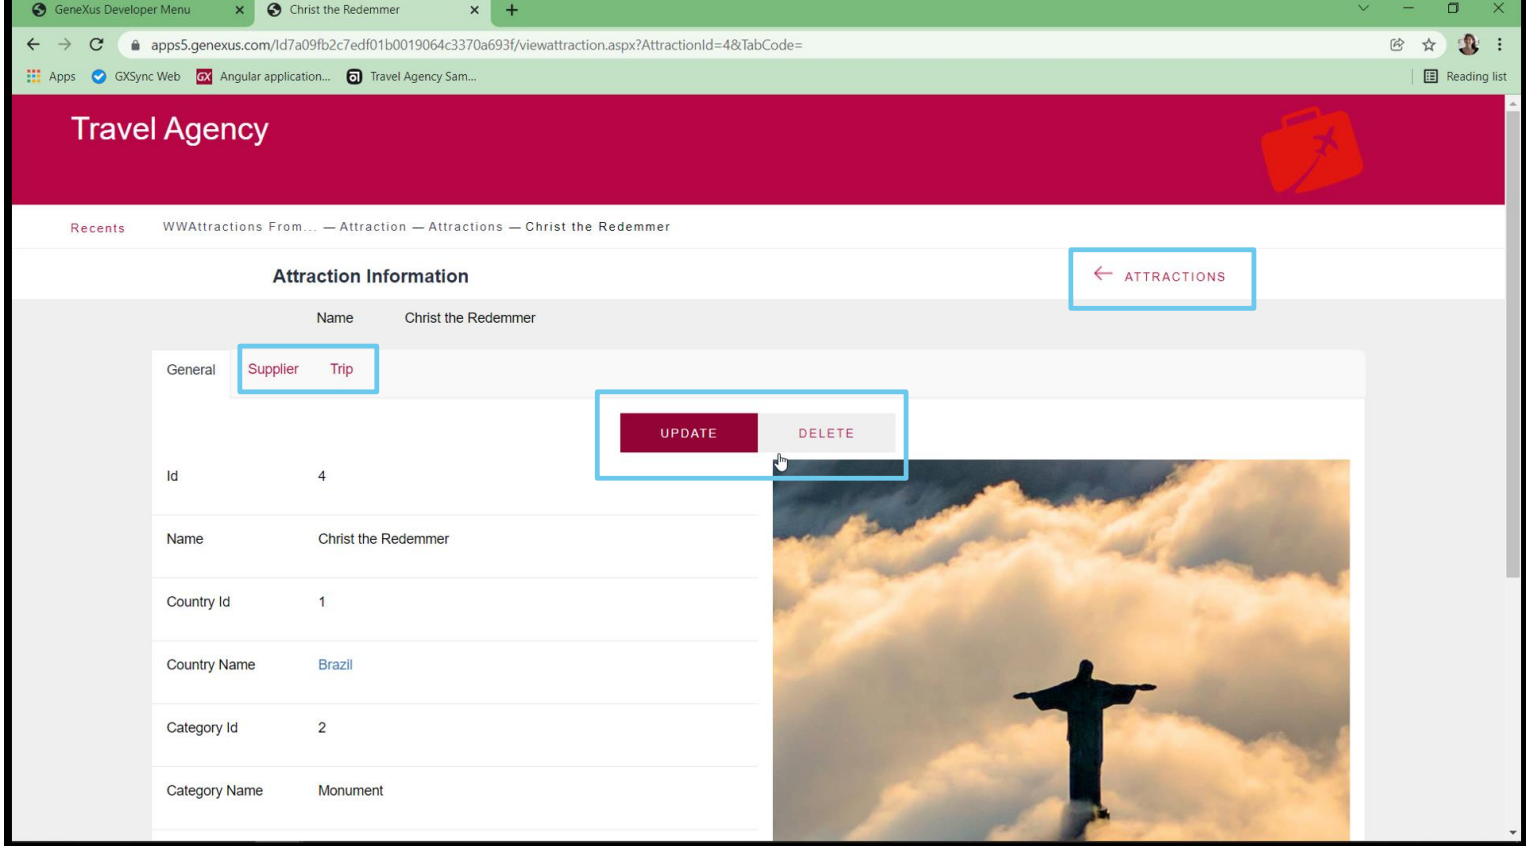 GeneXus Developer Menu
Christ the Redemmer
apps5.genexus.com/Id7a09fb2c7edf01b0019064c3370a693f/viewattraction.aspx?AttractionId=4&TabCode=
Apps GXSync Web GX Angular application... Travel Agency Sam... Reading list
Travel Agency
Recents WWAttractions From... — Attraction — Attractions — Christ the Redemmer
Attraction Information ATTRACTIONS
Name Christ the Redemmer
General Supplier Trip
UPDATE DELETE
Id 4
Name Christ the Redemmer
Country Id 1
Country Name Brazil
Category Id 2
Category Name Monument